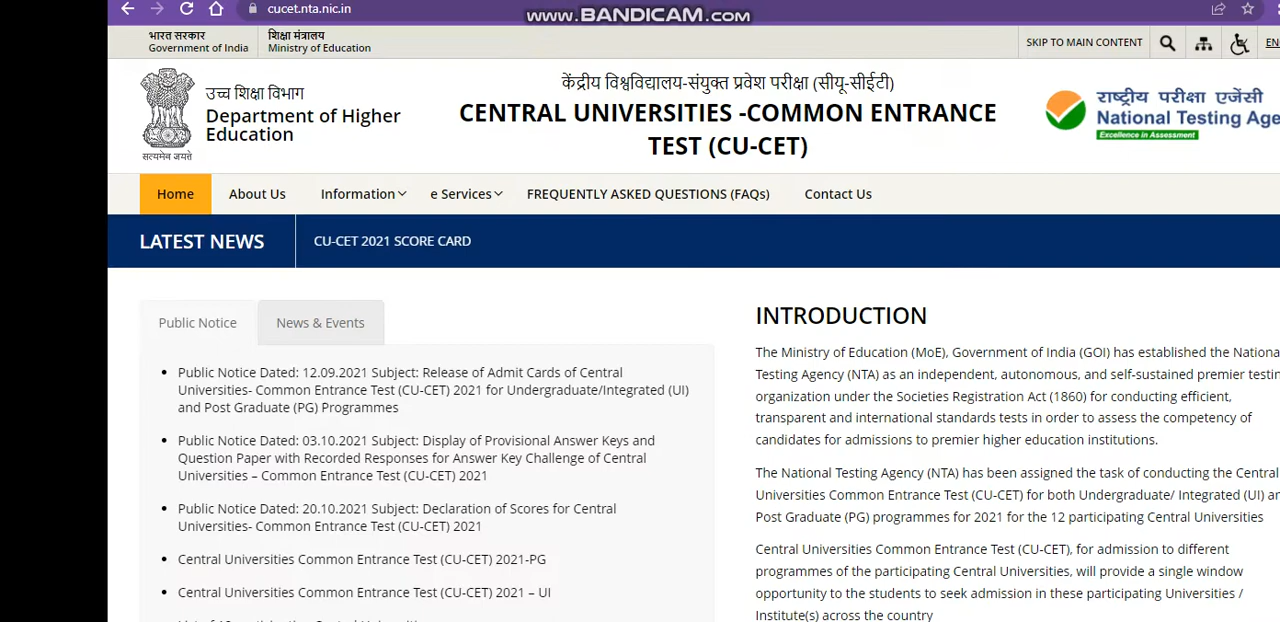 cucet.nta.nic.in
www.BANDICAM.com
भारत सरकार
Government of India
शिक्षा मंत्रालय
Ministry of Education
SKIP TO MAIN CONTENT
EN
उच्च शिक्षा विभाग
Department of Higher
Education
सत्यमेव जयते
केंद्रीय विश्वविद्यालय-संयुक्त प्रवेश परीक्षा (सीयू-सीईटी)
CENTRAL UNIVERSITIES -COMMON ENTRANCE
TEST (CU-CET)
राष्ट्रीय परीक्षा एजेंसी
National Testing Age
Excellence in Assessment
Home
About Us
Information
e Services
FREQUENTLY ASKED QUESTIONS (FAQs)
Contact Us
LATEST NEWS
CU-CET 2021 SCORE CARD
Public Notice
News & Events
Public Notice Dated: 12.09.2021 Subject: Release of Admit Cards of Central
Universities- Common Entrance Test (CU-CET) 2021 for Undergraduate/Integrated (UI)
and Post Graduate (PG) Programmes
Public Notice Dated: 03.10.2021 Subject: Display of Provisional Answer Keys and
Question Paper with Recorded Responses for Answer Key Challenge of Central
Universities – Common Entrance Test (CU-CET) 2021
Public Notice Dated: 20.10.2021 Subject: Declaration of Scores for Central
Universities- Common Entrance Test (CU-CET) 2021
Central Universities Common Entrance Test (CU-CET) 2021-PG
Central Universities Common Entrance Test (CU-CET) 2021 – UI
INTRODUCTION
The Ministry of Education (MoE), Government of India (GOI) has established the Nationa
Testing Agency (NTA) as an independent, autonomous, and self-sustained premier testin
organization under the Societies Registration Act (1860) for conducting efficient,
transparent and international standards tests in order to assess the competency of
candidates for admissions to premier higher education institutions.
The National Testing Agency (NTA) has been assigned the task of conducting the Central
Universities Common Entrance Test (CU-CET) for both Undergraduate/ Integrated (UI) an
Post Graduate (PG) programmes for 2021 for the 12 participating Central Universities
Central Universities Common Entrance Test (CU-CET), for admission to different
programmes of the participating Central Universities, will provide a single window
opportunity to the students to seek admission in these participating Universities /
Institute(s) across the country